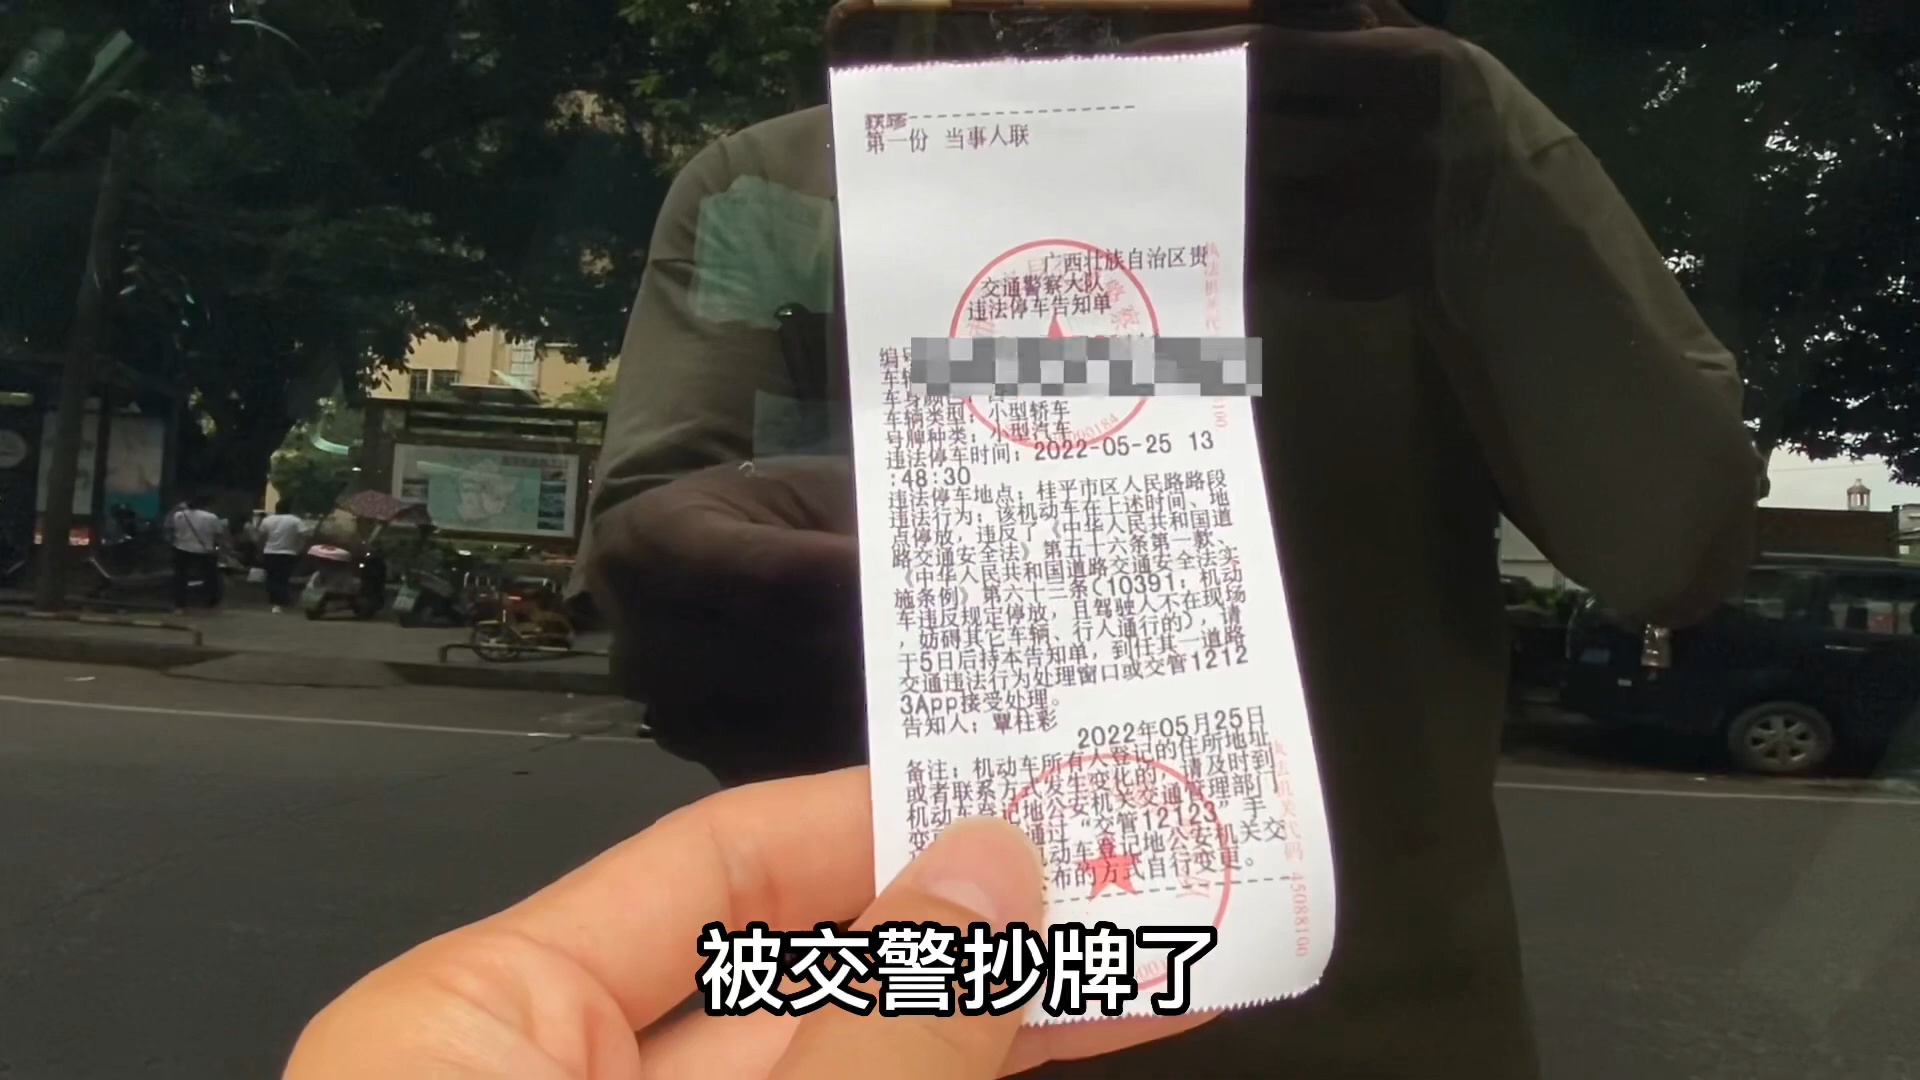 第一份 当事人联
广西壮族自治区贵
交通警察大队
违法停车告知单
编号
车辆
车身颜色：白
车辆类型：小型轿车
号牌种类：小型汽车
违法停车时间：2022-05-25 13
:48:30
违法停车地点：桂平市区人民路路段
违法行为：该机动车在上述时间、地
点停放，违反了《中华人民共和国道
路交通安全法》第五十六条第一款、
《中华人民共和国道路交通安全法实
施条例》第六十三条(10391：机动
车违反规定停放，且驾驶人不在现场
，妨碍其它车辆、行人通行的)，请
于5日后持本告知单，到任其一道路
交通违法行为处理窗口或交管1212
3App接受处理。
告知人：覃柱彩
2022年05月25日
备注：机动车所有人登记的住所地址
或者联系方式发生变化的，请及时到
机动车登记地公安机关交通管理部门
变 通过“交管12123”手
机动车登记地公安机关交
布的方式自行变更。
执法机关代码 45088100
被交警抄牌了